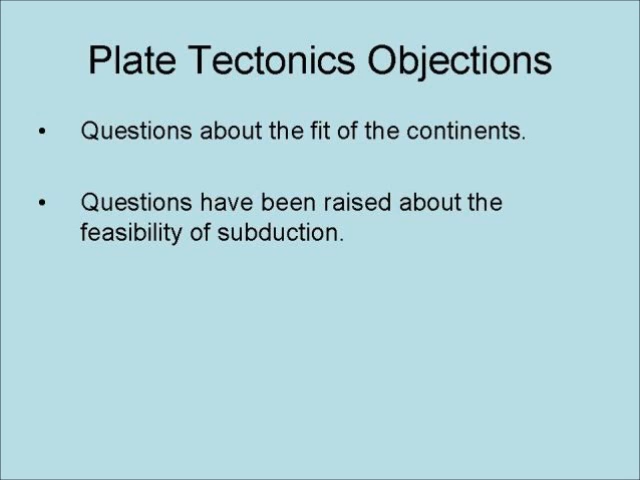 Plate Tectonics Objections
• Questions about the fit of the continents.
• Questions have been raised about the
feasibility of subduction.